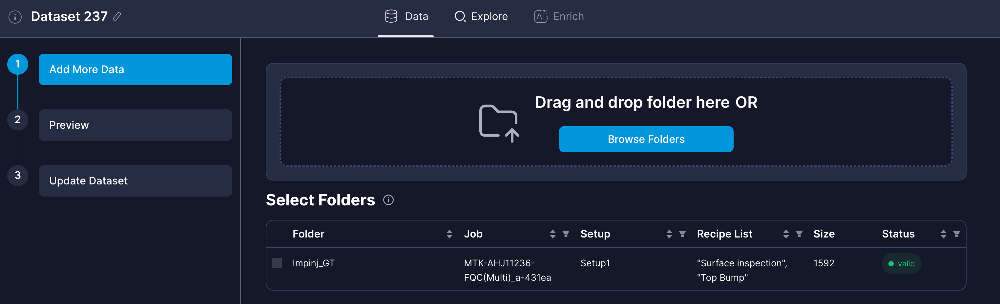 Dataset 237
Data
Explore
AI Enrich
1
Add More Data
2
Preview
3
Update Dataset
Drag and drop folder here OR
Browse Folders
Select Folders
Folder Job Setup Recipe List Size Status
Impinj_GT MTK-AHJ11236- Setup1 "Surface inspection", 1592 valid
FQC(Multi)_a-431ea "Top Bump"